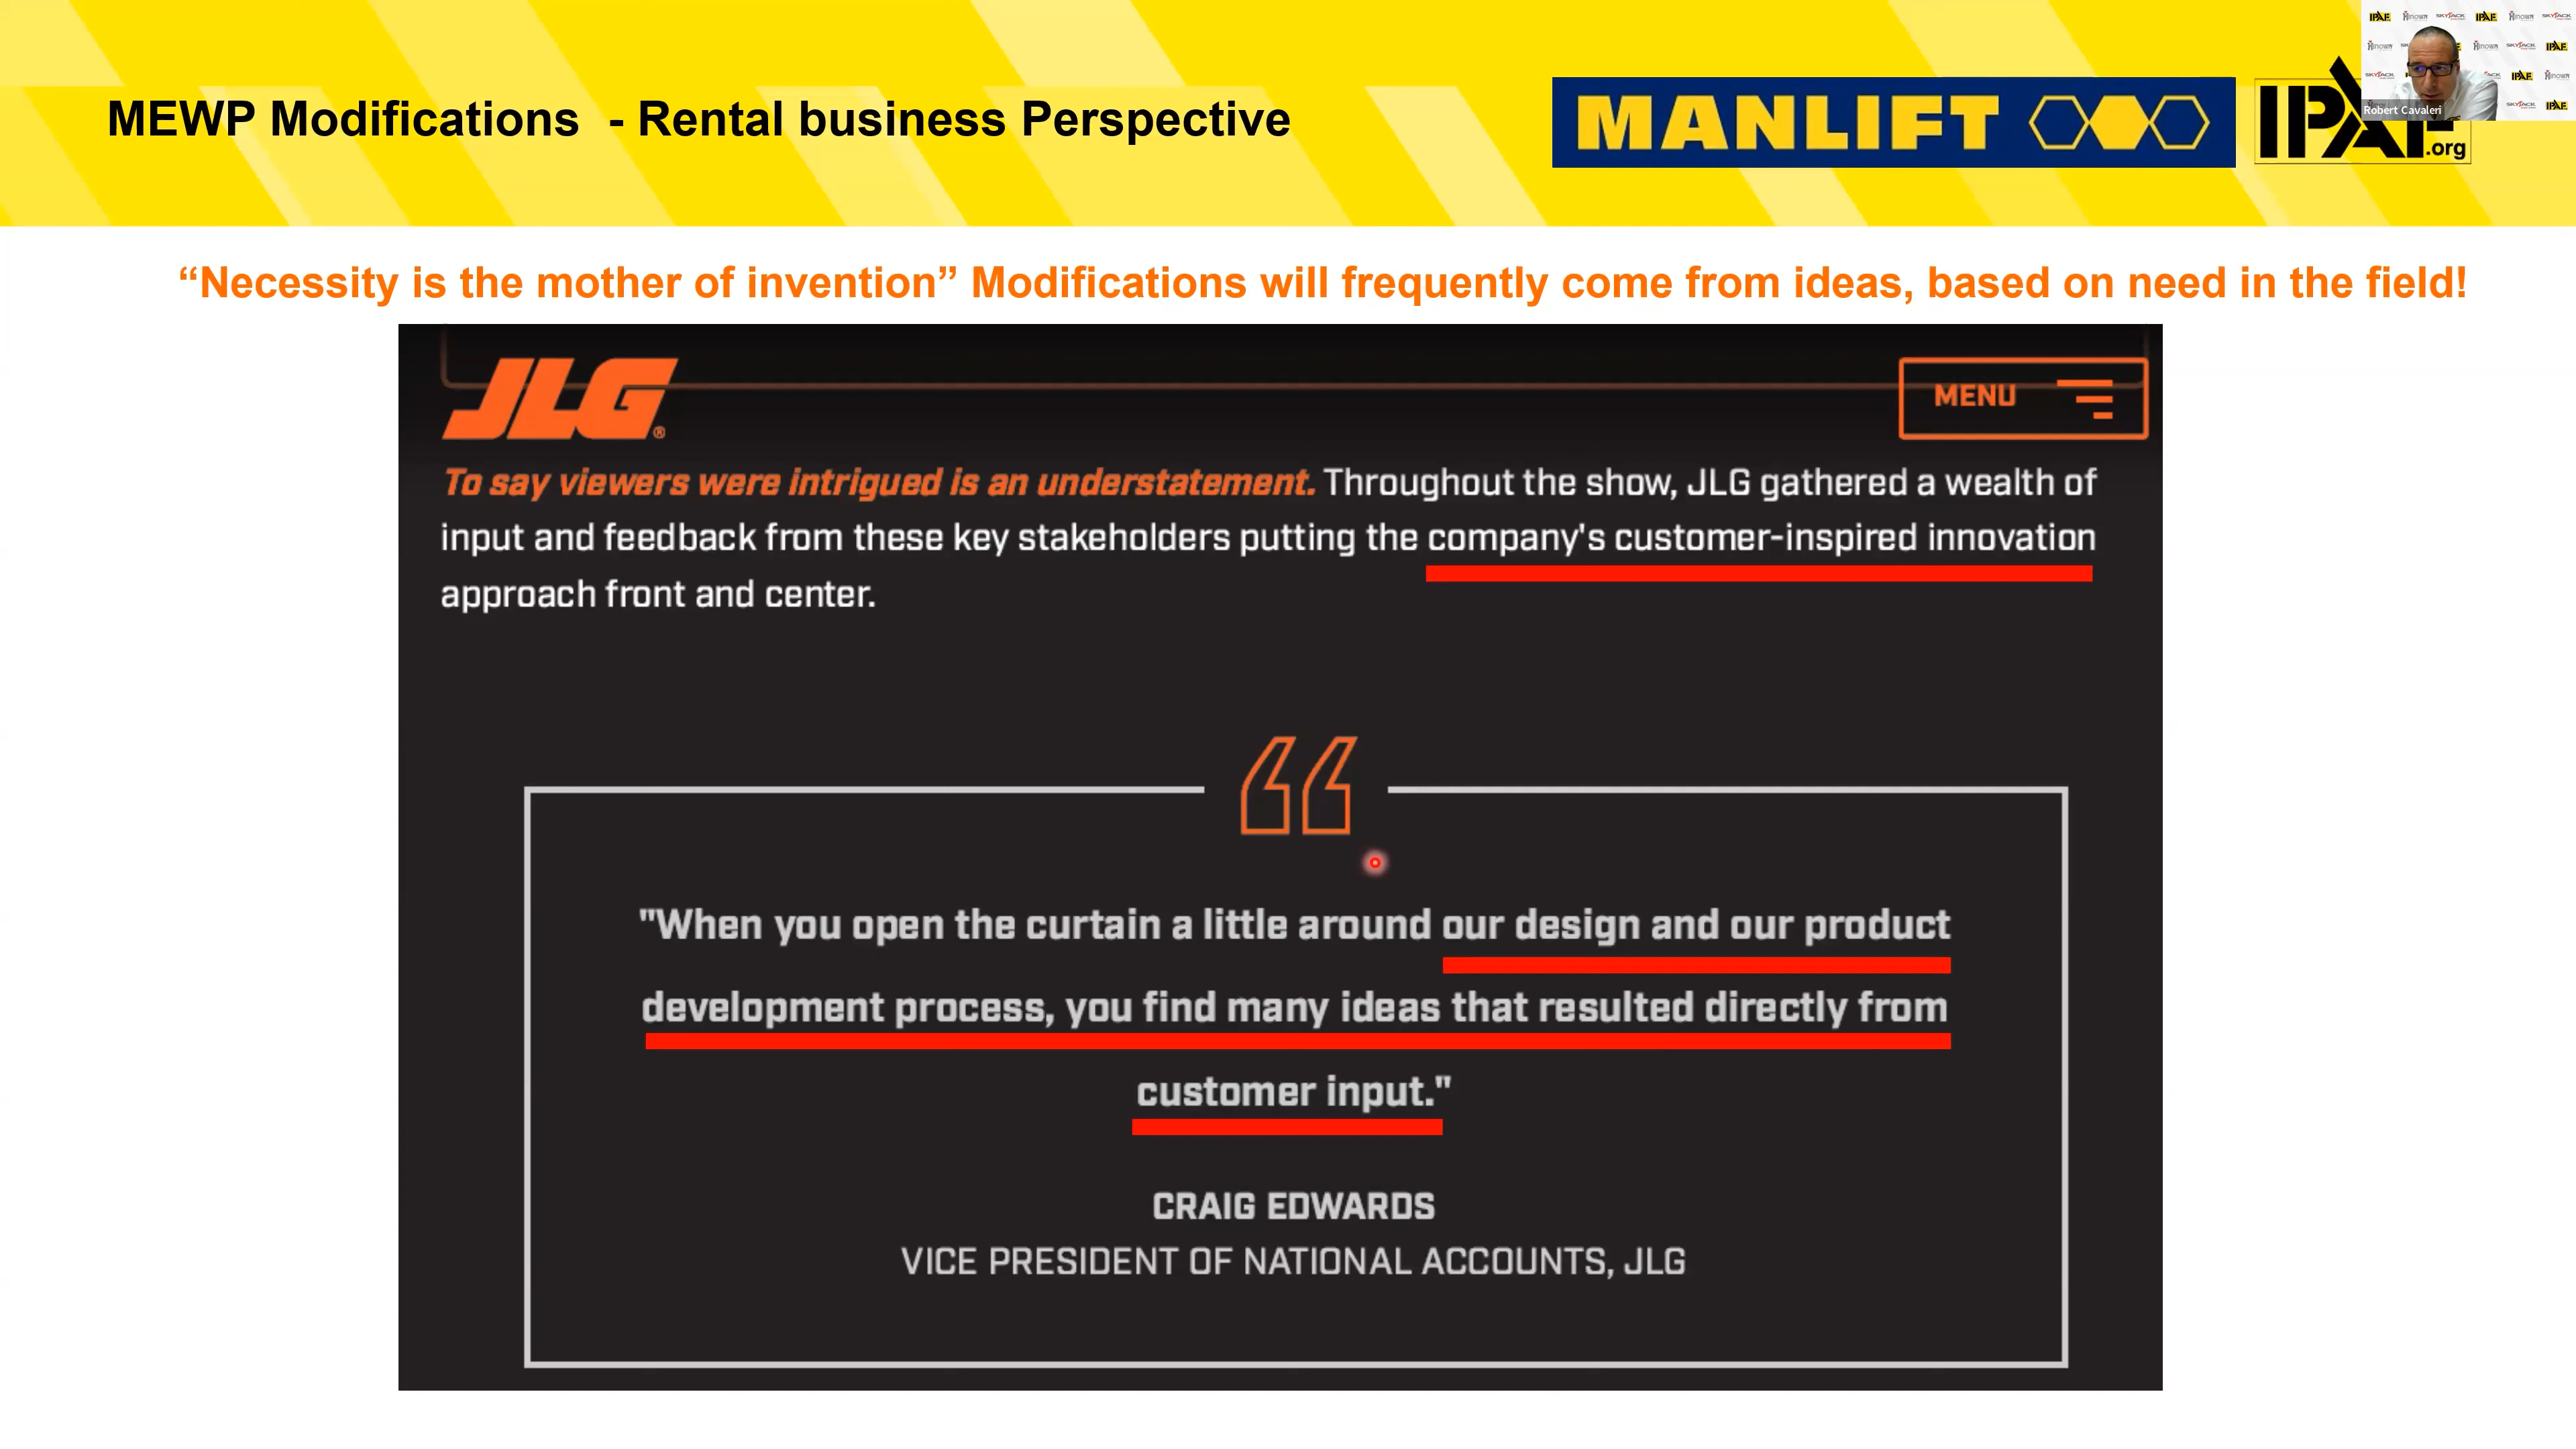 MEWP Modifications - Rental business Perspective
MANLIFT
IPAF
.org
Robert Cavaleri
“Necessity is the mother of invention” Modifications will frequently come from ideas, based on need in the field!
JLG®
MENU
To say viewers were intrigued is an understatement. Throughout the show, JLG gathered a wealth of
input and feedback from these key stakeholders putting the company's customer-inspired innovation
approach front and center.
"When you open the curtain a little around our design and our product
development process, you find many ideas that resulted directly from
customer input."
CRAIG EDWARDS
VICE PRESIDENT OF NATIONAL ACCOUNTS, JLG